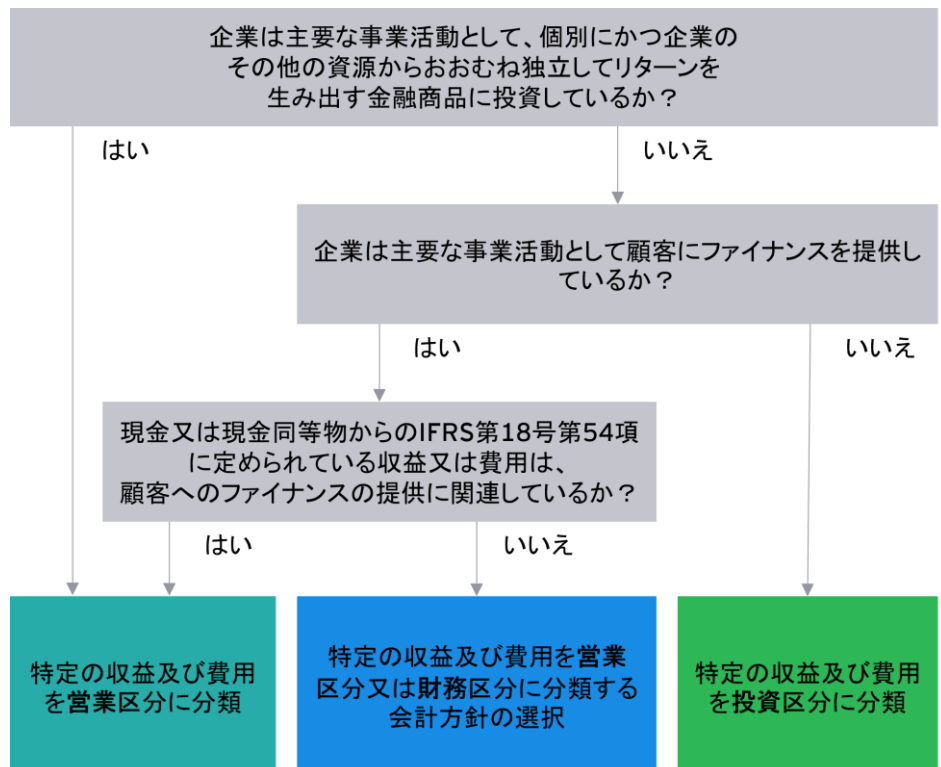 企業は主要な事業活動として、個別にかつ企業の
その他の資源からおおむね独立してリターンを
生み出す金融商品に投資しているか？
はい
いいえ
企業は主要な事業活動として顧客にファイナンスを提供し
ているか？
はい
いいえ
現金又は現金同等物からのIFRS第18号第54項
に定められている収益又は費用は、
顧客へのファイナンスの提供に関連しているか？
はい
いいえ
特定の収益及び費用
を営業区分に分類
特定の収益及び費用を営業
区分又は財務区分に分類する
会計方針の選択
特定の収益及び費用
を投資区分に分類